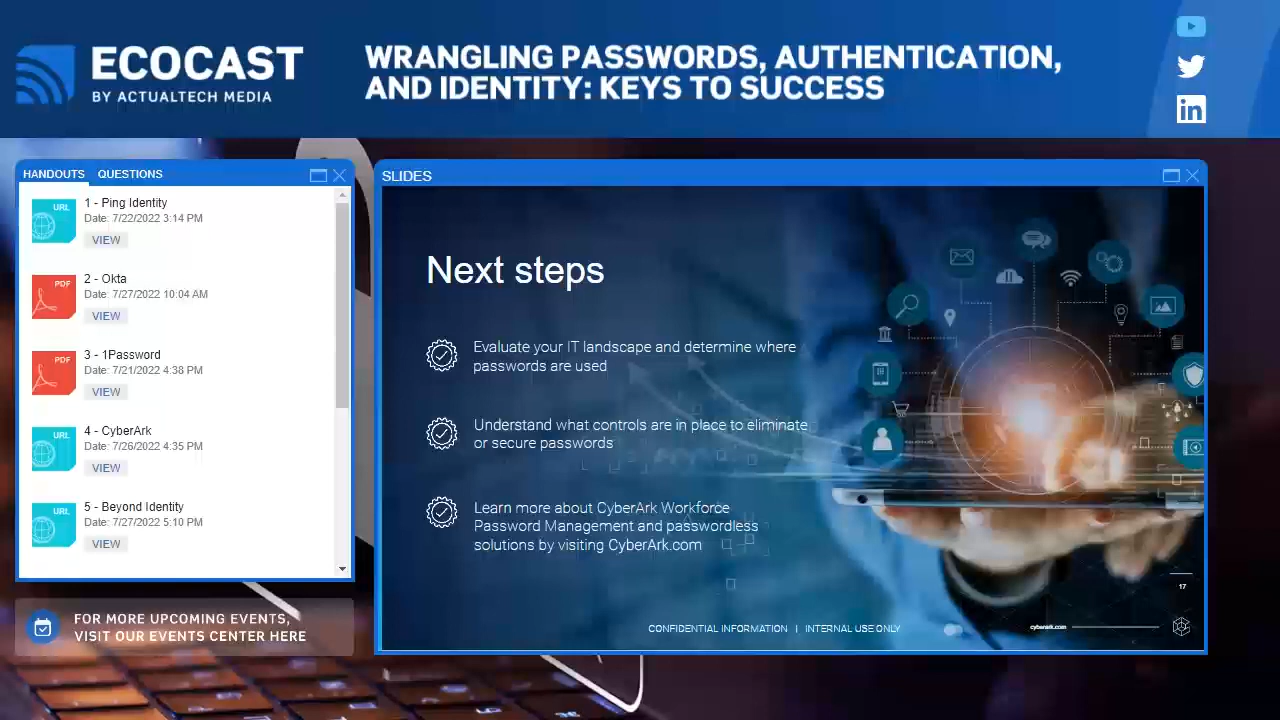 ECOCAST
BY ACTUALTECH MEDIA
WRANGLING PASSWORDS, AUTHENTICATION,
AND IDENTITY: KEYS TO SUCCESS
in
HANDOUTS QUESTIONS
URL
1 - Ping Identity
Date: 7/22/2022 3:14 PM
VIEW
PDF
2 - Okta
Date: 7/27/2022 10:04 AM
VIEW
PDF
3 - 1Password
Date: 7/21/2022 4:38 PM
VIEW
URL
4 - CyberArk
Date: 7/26/2022 4:35 PM
VIEW
URL
5 - Beyond Identity
Date: 7/27/2022 5:10 PM
VIEW
FOR MORE UPCOMING EVENTS,
VISIT OUR EVENTS CENTER HERE
SLIDES
Next steps
Evaluate your IT landscape and determine where
passwords are used
Understand what controls are in place to eliminate
or secure passwords
Learn more about CyberArk Workforce
Password Management and passwordless
solutions by visiting CyberArk.com
17
CONFIDENTIAL INFORMATION | INTERNAL USE ONLY
cyberark.com